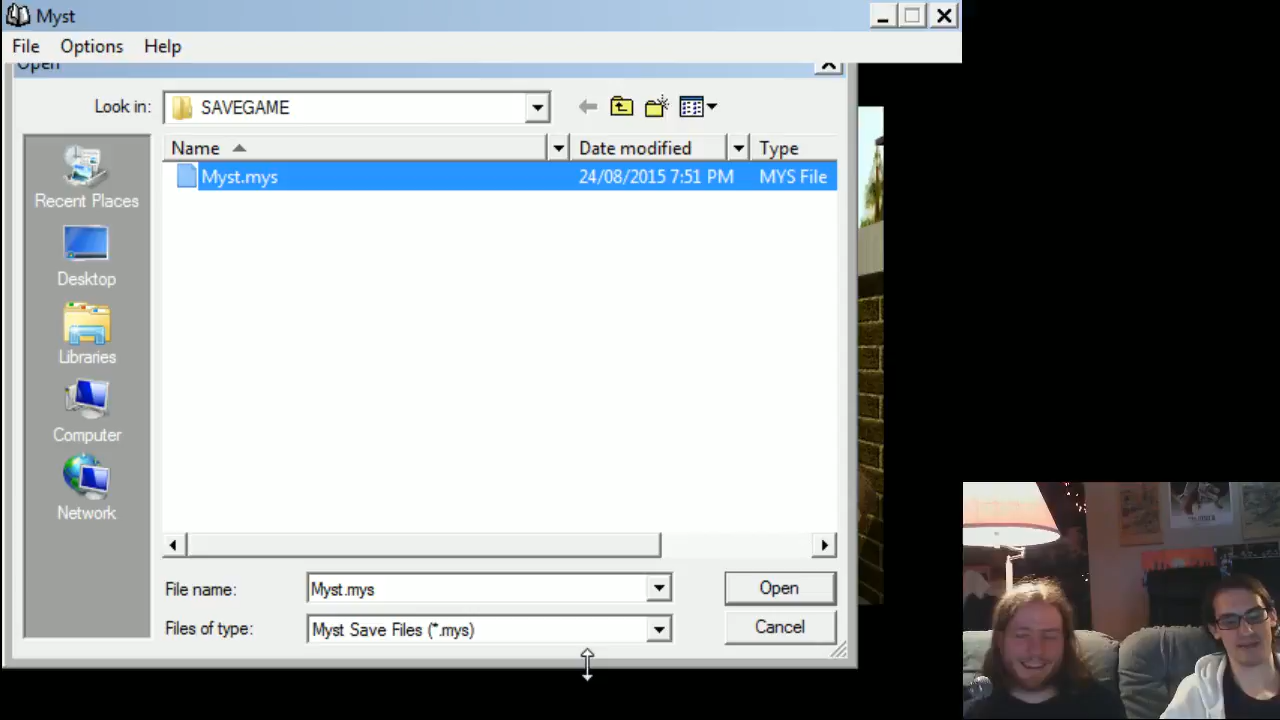 Myst
File Options Help
Open
Look in: SAVEGAME
Name Date modified Type
Myst.mys 24/08/2015 7:51 PM MYS File
Recent Places
Desktop
Libraries
Computer
Network
File name: Myst.mys Open
Files of type: Myst Save Files (*.mys) Cancel